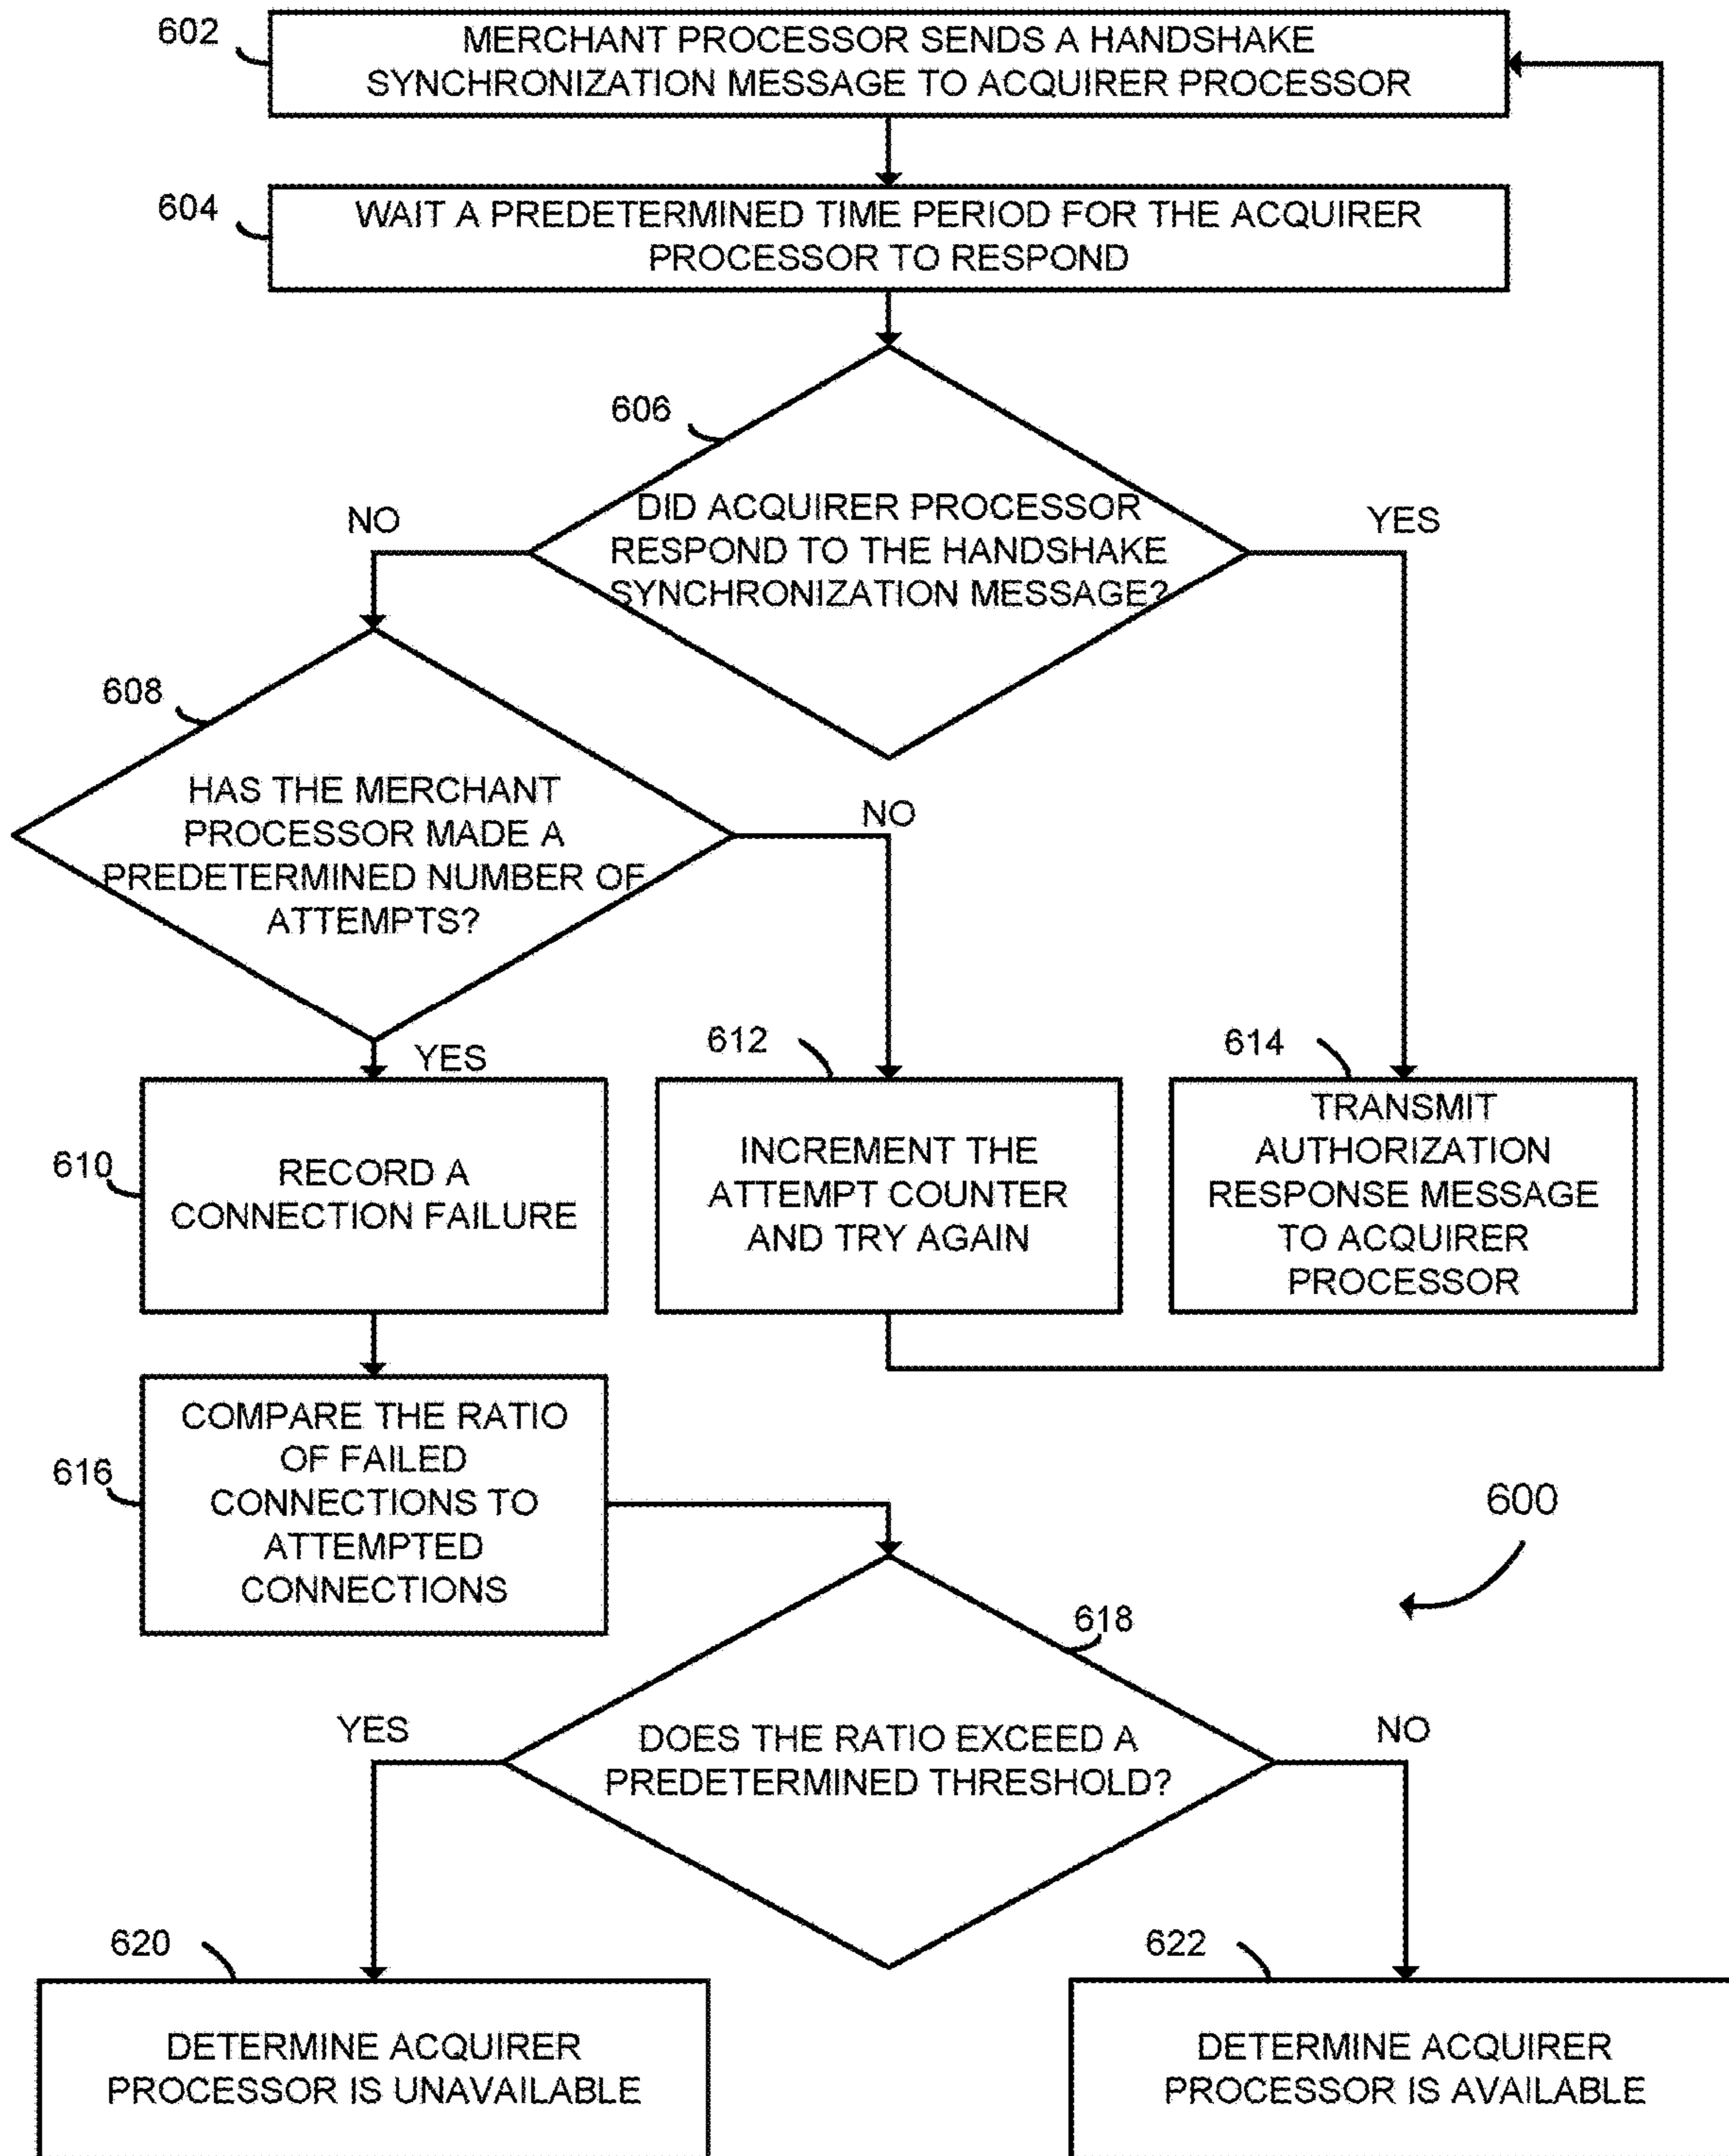 602
MERCHANT PROCESSOR SENDS A HANDSHAKE
SYNCHRONIZATION MESSAGE TO ACQUIRER PROCESSOR
604
WAIT A PREDETERMINED TIME PERIOD FOR THE ACQUIRER
PROCESSOR TO RESPOND
606
DID ACQUIRER PROCESSOR
RESPOND TO THE HANDSHAKE
SYNCHRONIZATION MESSAGE?
NO
YES
608
HAS THE MERCHANT
PROCESSOR MADE A
PREDETERMINED NUMBER OF
ATTEMPTS?
NO
YES
610
RECORD A
CONNECTION FAILURE
612
INCREMENT THE
ATTEMPT COUNTER
AND TRY AGAIN
614
TRANSMIT
AUTHORIZATION
RESPONSE MESSAGE
TO ACQUIRER
PROCESSOR
616
COMPARE THE RATIO
OF FAILED
CONNECTIONS TO
ATTEMPTED
CONNECTIONS
600
618
DOES THE RATIO EXCEED A
PREDETERMINED THRESHOLD?
YES
NO
620
DETERMINE ACQUIRER
PROCESSOR IS UNAVAILABLE
622
DETERMINE ACQUIRER
PROCESSOR IS AVAILABLE